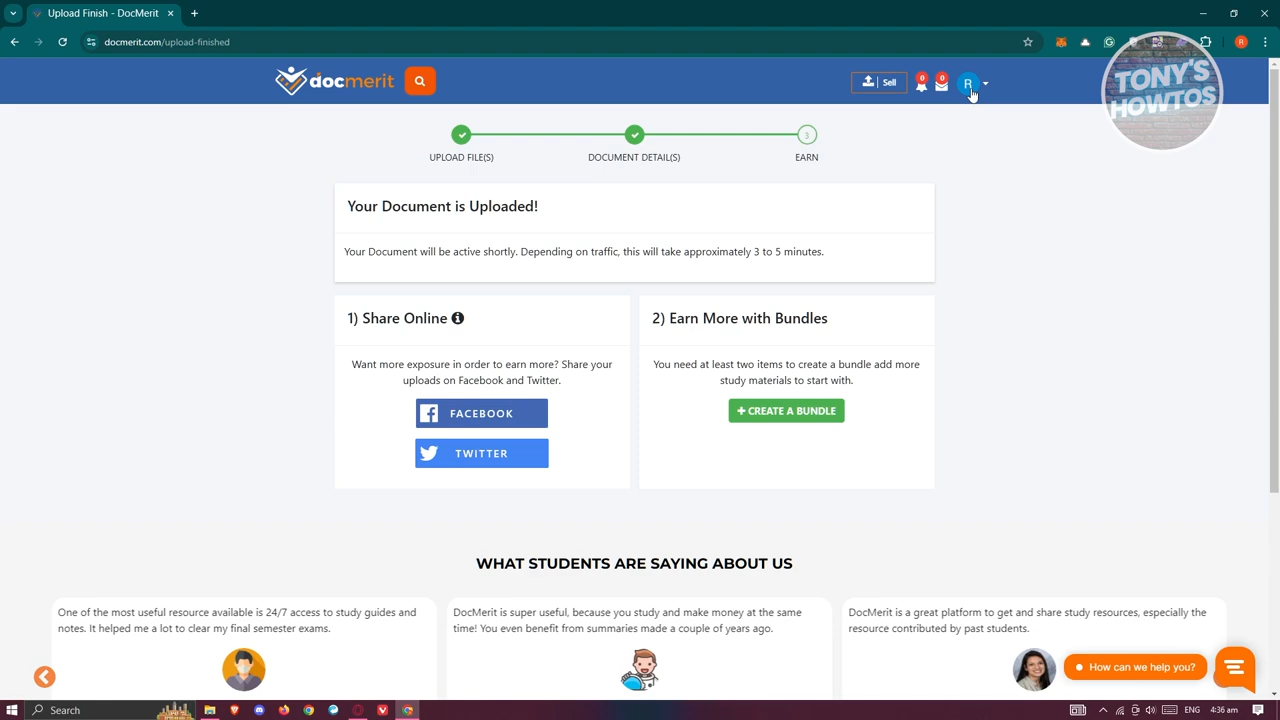 Upload Finish - DocMerit
docmerit.com/upload-finished
R
docmerit
Sell
0
0
R
TONY'S
HOWTOS
3
UPLOAD FILE(S)
DOCUMENT DETAIL(S)
EARN
Your Document is Uploaded!
Your Document will be active shortly. Depending on traffic, this will take approximately 3 to 5 minutes.
1) Share Online
Want more exposure in order to earn more? Share your
uploads on Facebook and Twitter.
FACEBOOK
TWITTER
2) Earn More with Bundles
You need at least two items to create a bundle add more
study materials to start with.
+ CREATE A BUNDLE
WHAT STUDENTS ARE SAYING ABOUT US
One of the most useful resource available is 24/7 access to study guides and
notes. It helped me a lot to clear my final semester exams.
DocMerit is super useful, because you study and make money at the same
time! You even benefit from summaries made a couple of years ago.
DocMerit is a great platform to get and share study resources, especially the
resource contributed by past students.
How can we help you?
Search
ENG
4:36 am